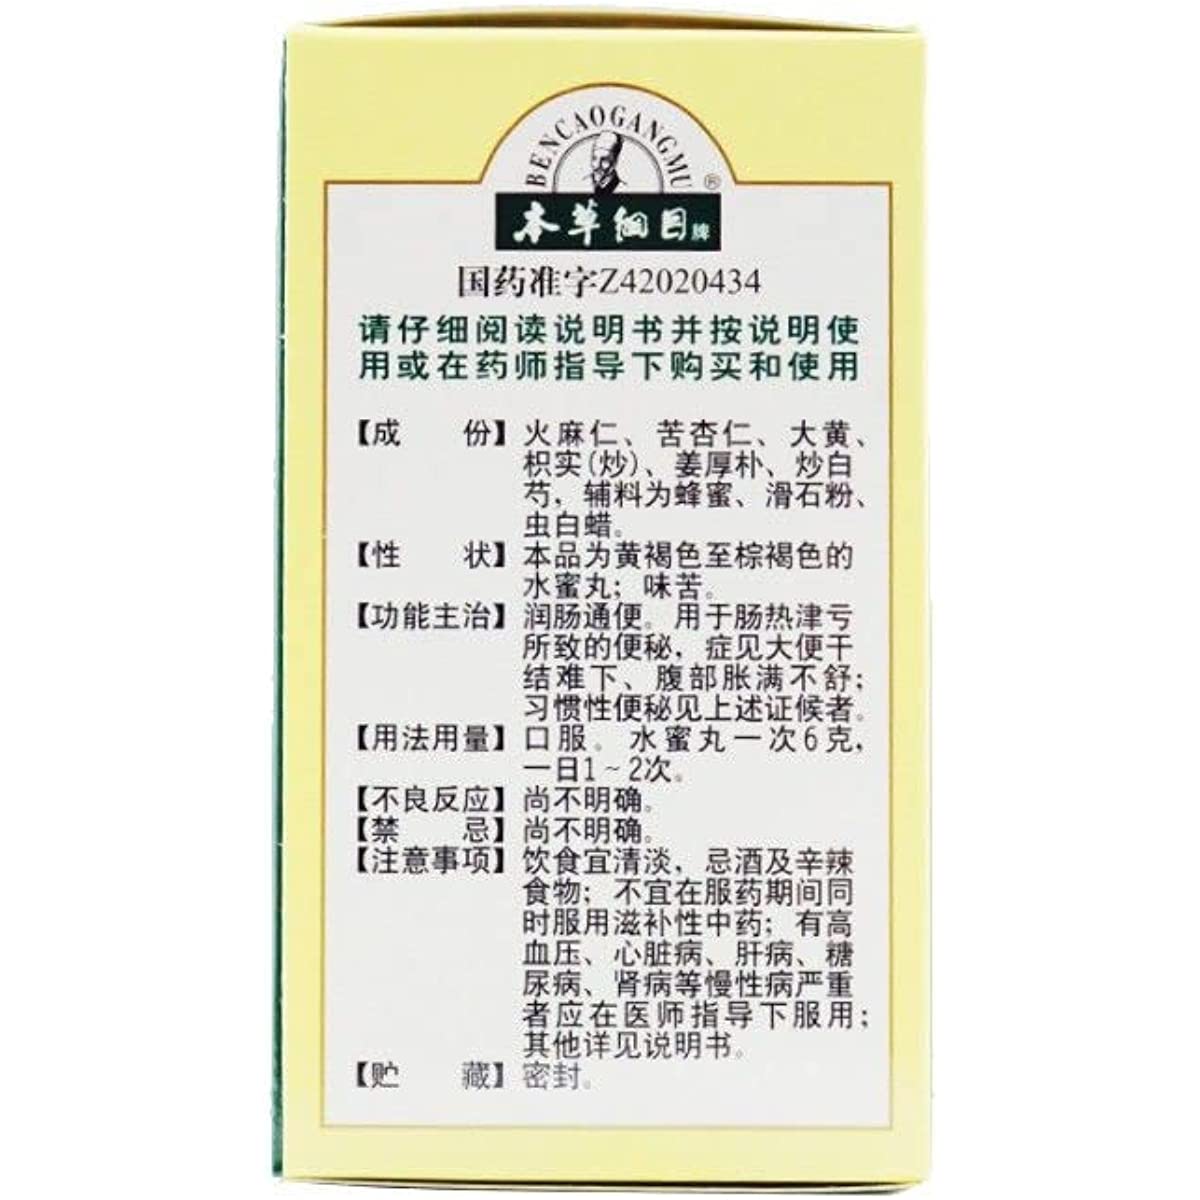 BENCAOGANGMU
®
本草纲目牌
国药准字Z42020434
请仔细阅读说明书并按说明使
用或在药师指导下购买和使用
【成 份】火麻仁、苦杏仁、大黄、
枳实(炒)、姜厚朴、炒白
芍，辅料为蜂蜜、滑石粉、
虫白蜡。
【性 状】本品为黄褐色至棕褐色的
水蜜丸；味苦。
【功能主治】润肠通便。用于肠热津亏
所致的便秘，症见大便干
结难下、腹部胀满不舒；
习惯性便秘见上述证候者。
【用法用量】口服。水蜜丸一次6克，
一日1~2次。
【不良反应】尚不明确。
【禁 忌】尚不明确。
【注意事项】饮食宜清淡，忌酒及辛辣
食物；不宜在服药期间同
时服用滋补性中药；有高
血压、心脏病、肝病、糖
尿病、肾病等慢性病严重
者应在医师指导下服用；
其他详见说明书。
【贮 藏】密封。